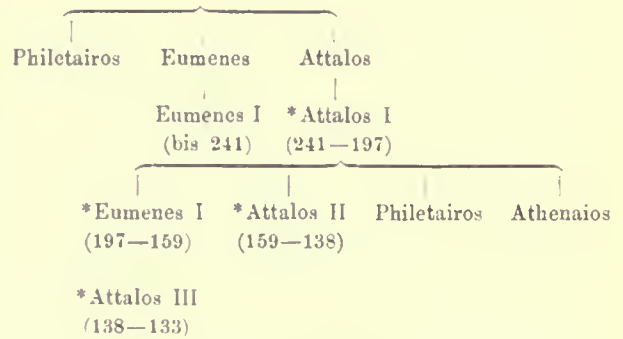 Philetairos Eumenes Attalos
Eumenes I *Attalos I
(bis 241) (241—197)
*Eumenes I *Attalos II Philetairos Athenaios
(197—159) (159—138)
*Attalos III
(138—133)